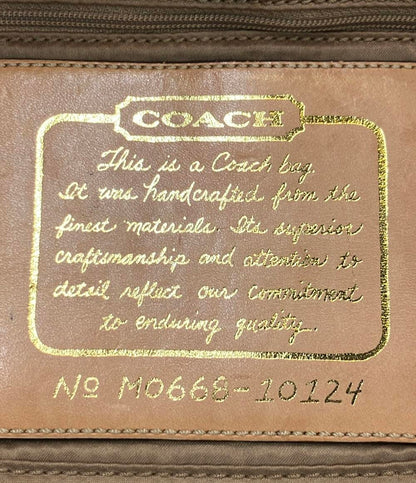 COACH
This is a Coach bag.
It was handcrafted from the
finest materials. Its superior
craftsmanship and attention to
detail reflect our commitment
to enduring quality.
No M0668-10124